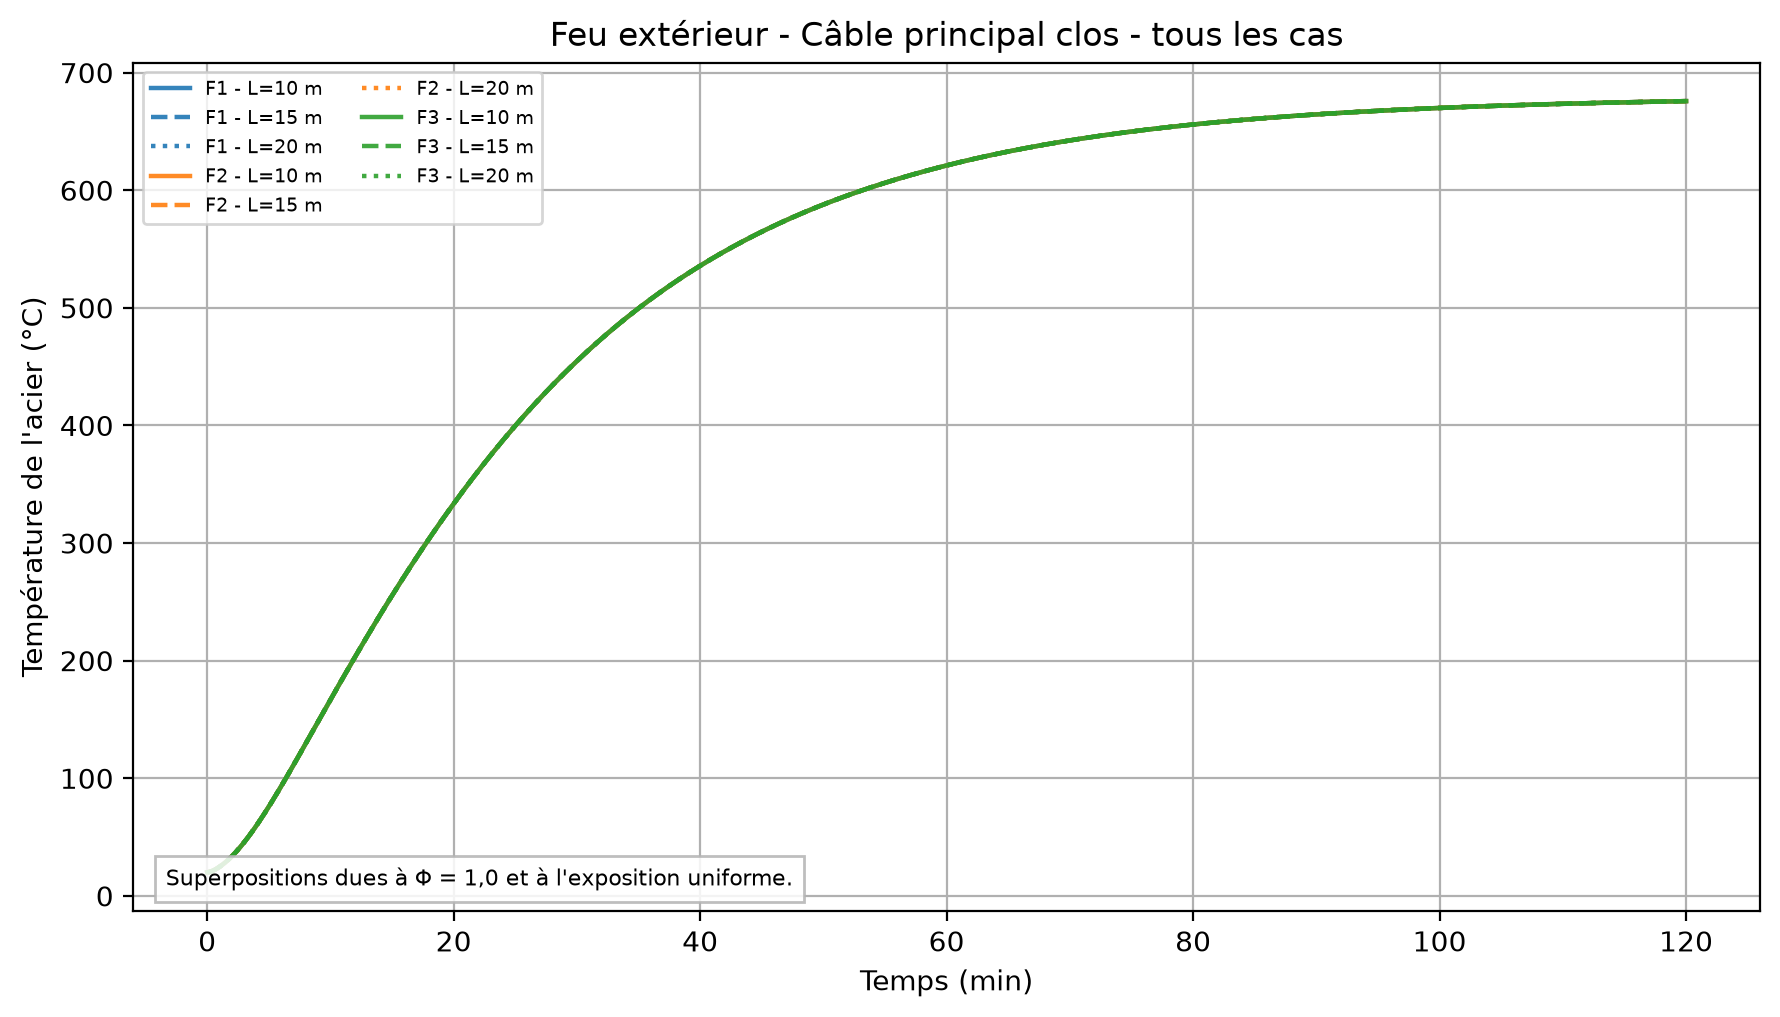 Feu extérieur - Câble principal clos - tous les cas
700
600
500
400
300
200
100
0
Température de l'acier (°C)
F1 - L=10 m
F1 - L=15 m
F1 - L=20 m
F2 - L=10 m
F2 - L=15 m
F2 - L=20 m
F3 - L=10 m
F3 - L=15 m
F3 - L=20 m
Superpositions dues à Φ = 1,0 et à l'exposition uniforme.
0 20 40 60 80 100 120
Temps (min)